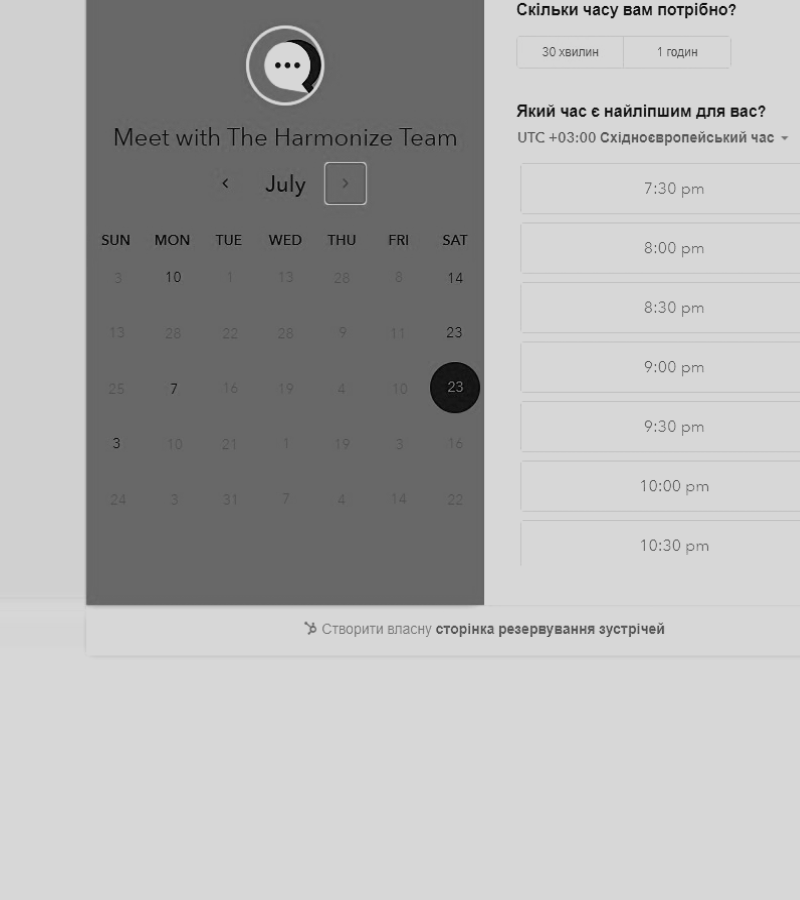 Meet with The Harmonize Team
July
SUN MON TUE WED THU FRI SAT
3 10 1 13 28 8 14
13 28 22 28 9 11 23
25 7 16 19 4 10 23
3 10 21 1 19 3 16
24 3 31 7 4 14 22
Скільки часу вам потрібно?
30 хвилин 1 годин
Який час є найліпшим для вас?
UTC +03:00 Східноєвропейський час
7:30 pm
8:00 pm
8:30 pm
9:00 pm
9:30 pm
10:00 pm
10:30 pm
Створити власну сторінка резервування зустрічей